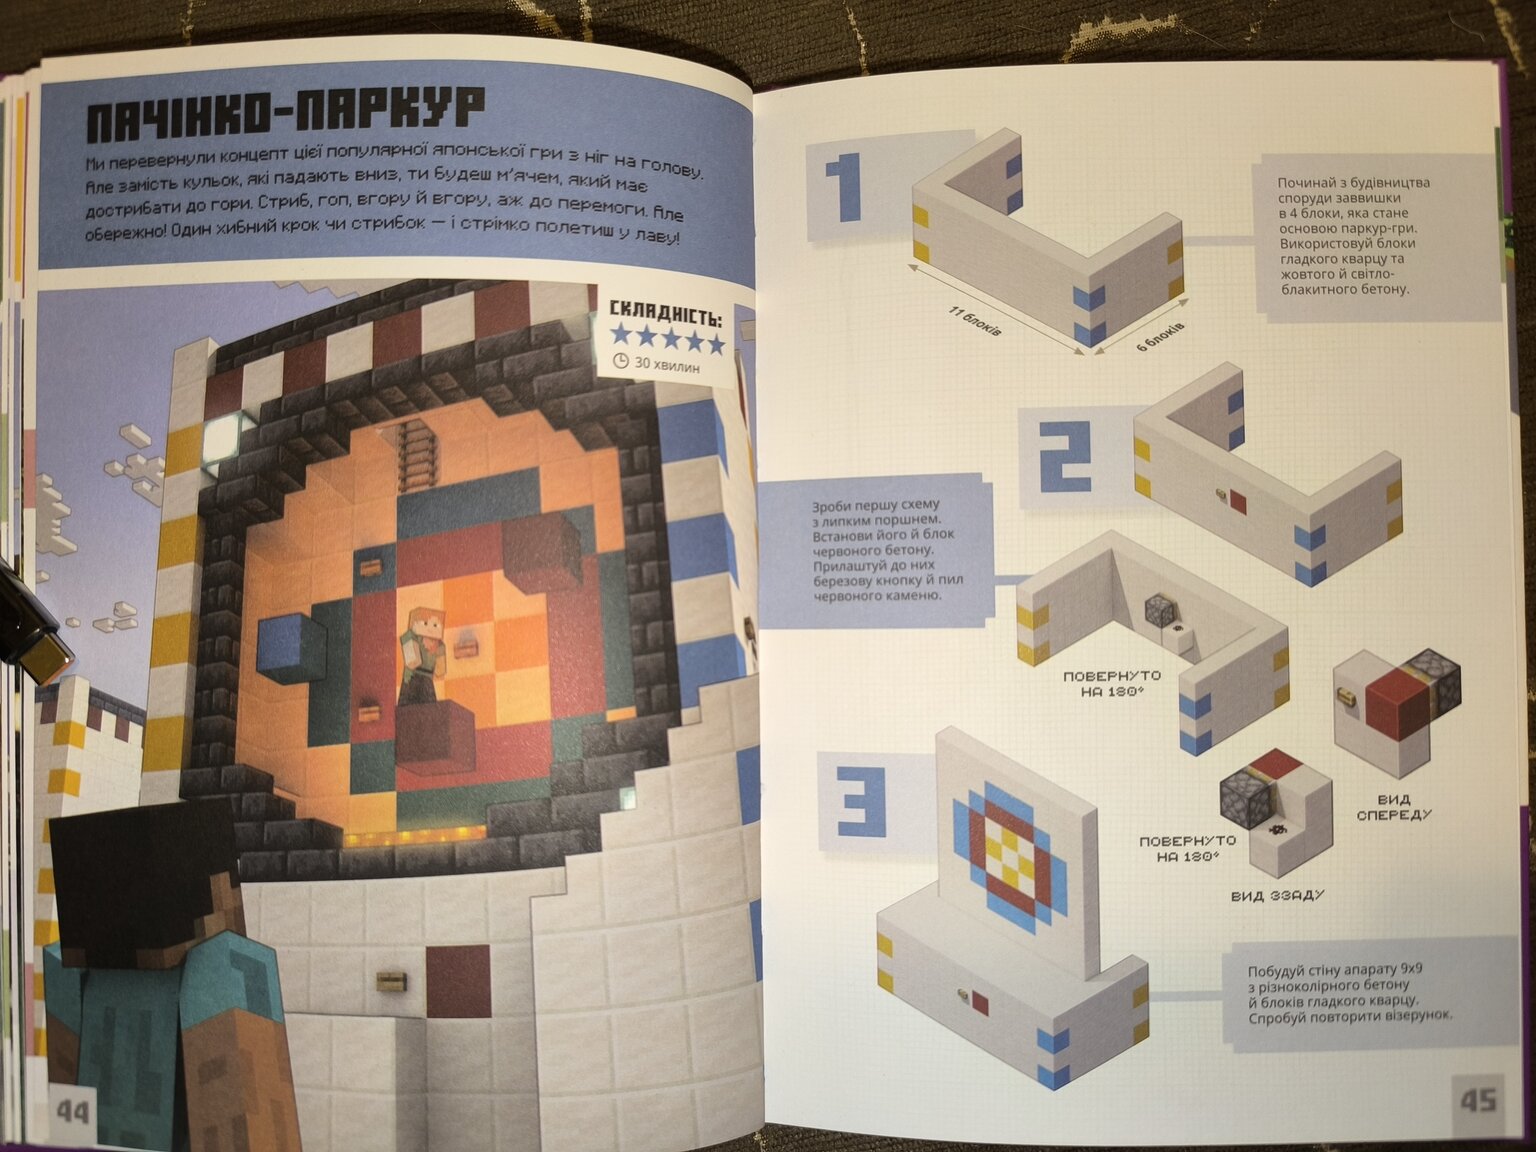 ПАЧІНКО-ПАРКУР
Ми перевернули концепт цієї популярної японської гри з ніг на голову.
Але замість кульок, які падають вниз, ти будеш м'ячем, який має
дострибати до гори. Стриб, гоп, вгору й вгору, аж до перемоги. Але
обережно! Один хибний крок чи стрибок — і стрімко полетиш у лаву!
СКЛАДНІСТЬ:
30 хвилин
44
1
Починай з будівництва
споруди заввишки
в 4 блоки, яка стане
основою паркур-гри.
Використовуй блоки
гладкого кварцу та
жовтого й світло-
блакитного бетону.
11 блоків
6 блоків
2
Зроби першу схему
з липким поршнем.
Встанови його й блок
червоного бетону.
Прилаштуй до них
березову кнопку й пил
червоного каменю.
ПОВЕРНУТО
НА 180°
ВИД
СПЕРЕДУ
ПОВЕРНУТО
НА 180°
ВИД ЗЗАДУ
3
Побудуй стіну апарату 9х9
з різноколірного бетону
й блоків гладкого кварцу.
Спробуй повторити візерунок.
45